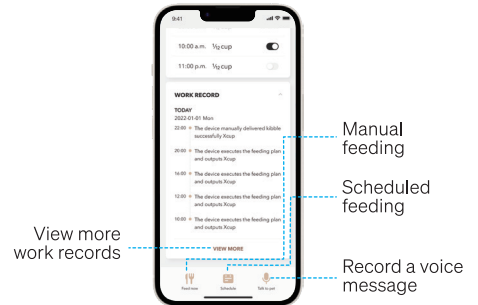 9:41
10:00 a.m. 1/12 cup
11:00 p.m. 1/12 cup
WORK RECORD
TODAY
2022-01-01 Mon
22:00 The device manually delivered kibble
successfully Xcup
20:00 The device executes the feeding plan
and outputs Xcup
16:00 The device executes the feeding plan
and outputs Xcup
12:00 The device executes the feeding plan
and outputs Xcup
10:00 The device executes the feeding plan
and outputs Xcup
VIEW MORE
Feed now Schedule Talk to pet
Manual
feeding
Scheduled
feeding
View more
work records
Record a voice
message